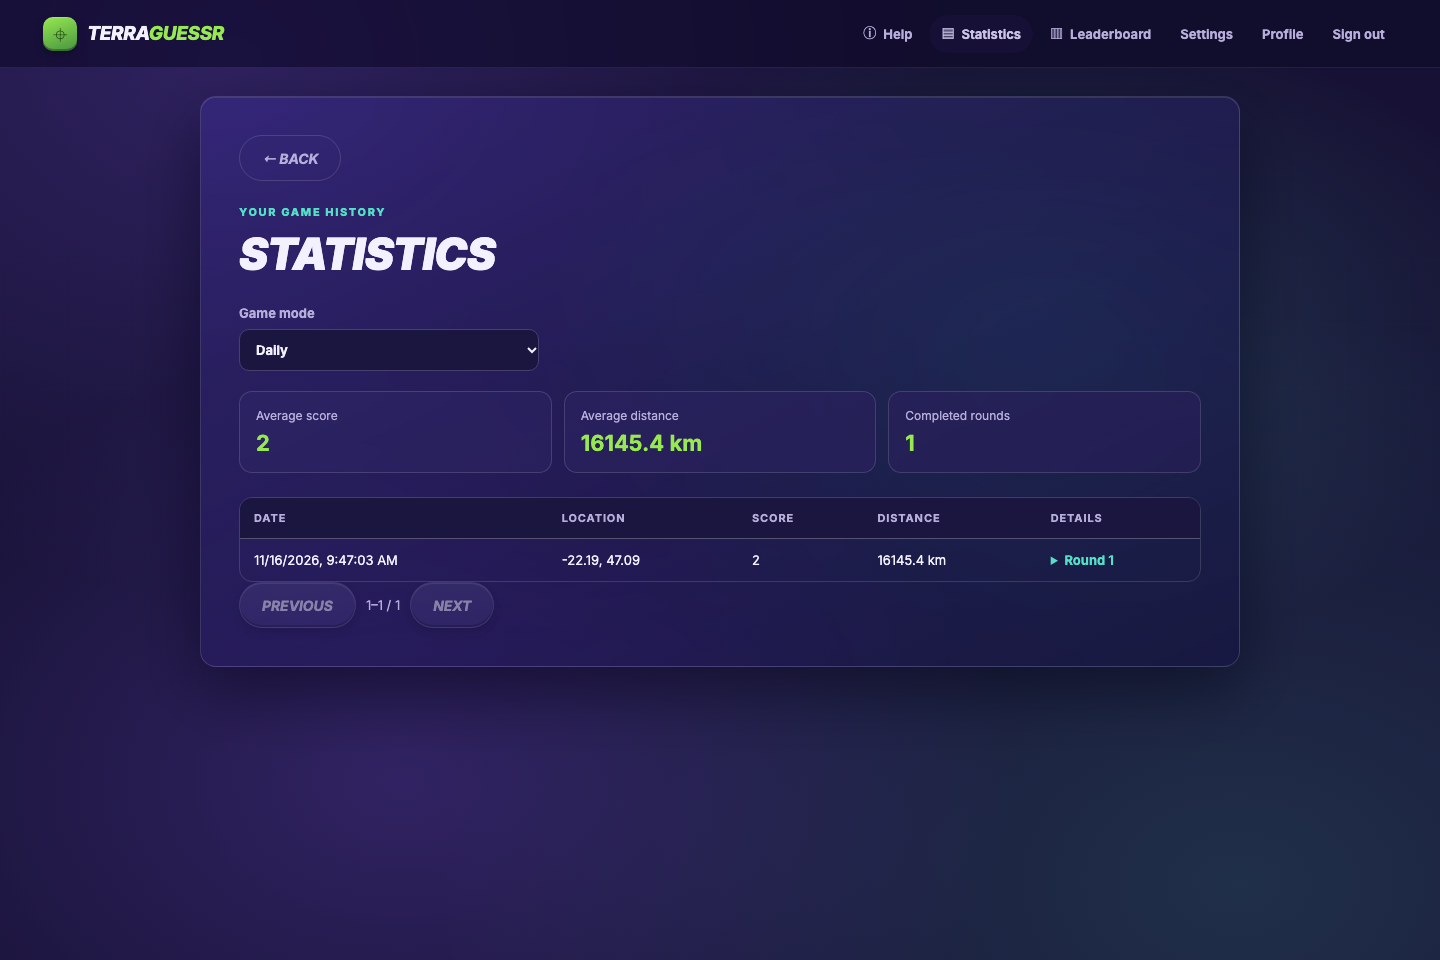 TERRAGUESSR
Help
Statistics
Leaderboard
Settings
Profile
Sign out
← BACK
YOUR GAME HISTORY
STATISTICS
Game mode
Daily
Average score
2
Average distance
16145.4 km
Completed rounds
1
DATE LOCATION SCORE DISTANCE DETAILS
11/16/2026, 9:47:03 AM -22.19, 47.09 2 16145.4 km ▶ Round 1
PREVIOUS 1–1 / 1 NEXT